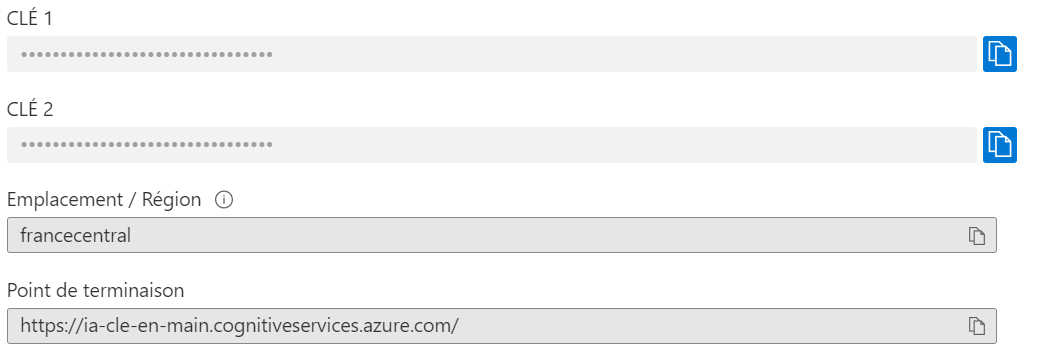 CLÉ 1
••••••••••••••••••••••••••••••••
CLÉ 2
••••••••••••••••••••••••••••••••
Emplacement / Région
francecentral
Point de terminaison
https://ia-cle-en-main.cognitiveservices.azure.com/